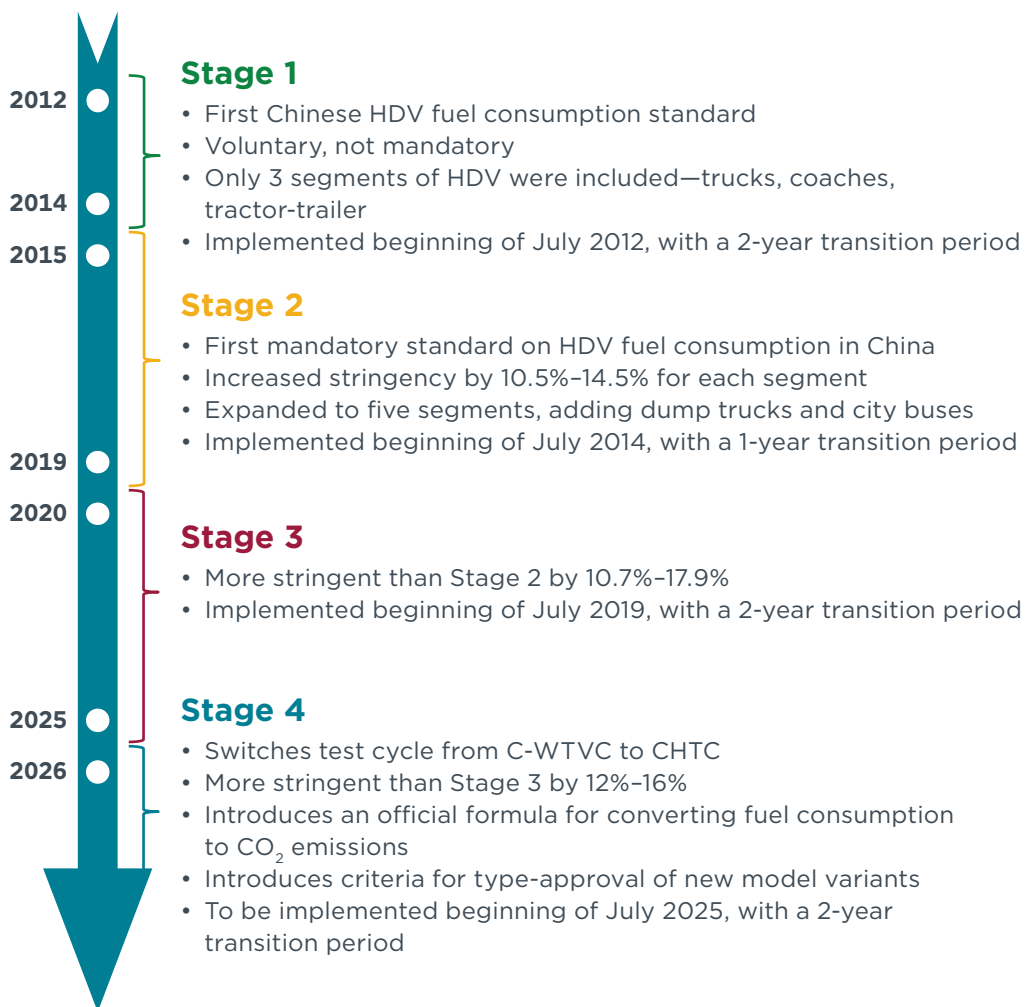 Stage 1
2012
• First Chinese HDV fuel consumption standard
• Voluntary, not mandatory
• Only 3 segments of HDV were included—trucks, coaches,
tractor-trailer
2014
• Implemented beginning of July 2012, with a 2-year transition period
2015
Stage 2
• First mandatory standard on HDV fuel consumption in China
• Increased stringency by 10.5%–14.5% for each segment
• Expanded to five segments, adding dump trucks and city buses
• Implemented beginning of July 2014, with a 1-year transition period
2019
2020
Stage 3
• More stringent than Stage 2 by 10.7%–17.9%
• Implemented beginning of July 2019, with a 2-year transition period
2025
Stage 4
• Switches test cycle from C-WTVC to CHTC
2026
• More stringent than Stage 3 by 12%–16%
• Introduces an official formula for converting fuel consumption
to CO₂ emissions
• Introduces criteria for type-approval of new model variants
• To be implemented beginning of July 2025, with a 2-year
transition period